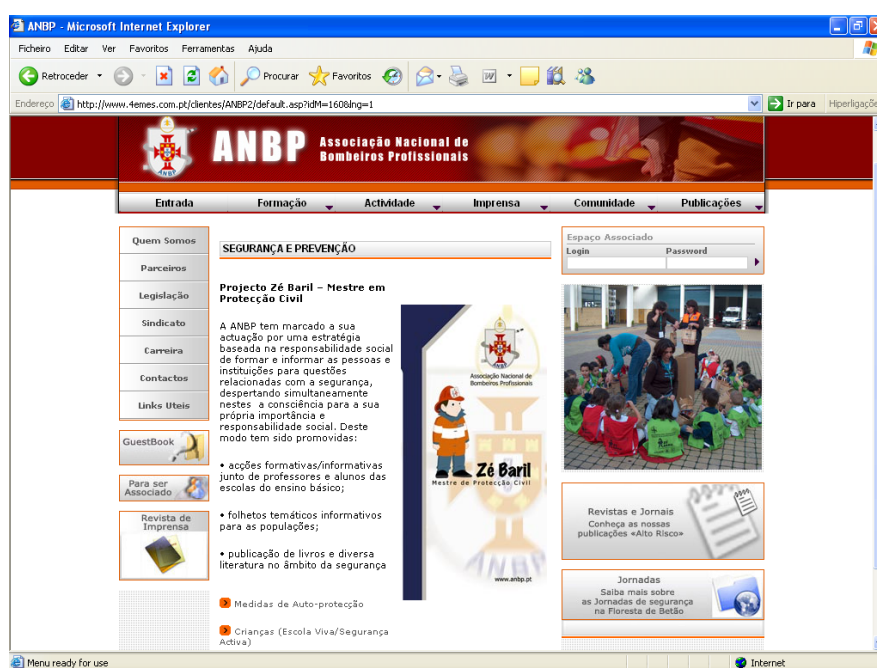 ANBP - Microsoft Internet Explorer
Ficheiro Editar Ver Favoritos Ferramentas Ajuda
Retroceder Procurar Favoritos
Endereço http://www.4emes.com.pt/clientes/ANBP2/default.asp?idM=160&lng=1 Ir para Hiperligaçõe
ANBP
ANBP Associação Nacional de
Bombeiros Profissionais
Entrada Formação Actividade Imprensa Comunidade Publicações
Quem Somos
Parceiros
Legislação
Sindicato
Carreira
Contactos
Links Uteis
GuestBook
Para ser
Associado
Revista de
Imprensa
SEGURANÇA E PREVENÇÃO
Projecto Zé Baril – Mestre em
Protecção Civil
A ANBP tem marcado a sua
actuação por uma estratégia
baseada na responsabilidade social
de formar e informar as pessoas e
instituições para questões
relacionadas com a segurança,
despertando simultaneamente
nestes a consciência para a sua
própria importância e
responsabilidade social. Deste
modo tem sido promovidas:
• acções formativas/informativas
junto de professores e alunos das
escolas do ensino básico;
• folhetos temáticos informativos
para as populações;
• publicação de livros e diversa
literatura no âmbito da segurança
Medidas de Auto-protecção
Crianças (Escola Viva/Segurança
Activa)
Associação Nacional de
Bombeiros Profissionais
Zé Baril
Mestre de Protecção Civil
ANBP
www.anbp.pt
Espaço Associado
Login Password
Revistas e Jornais
Conheça as nossas
publicações «Alto Risco»
Jornadas
Saiba mais sobre
as Jornadas de segurança
na Floresta de Betão
Menu ready for use Internet